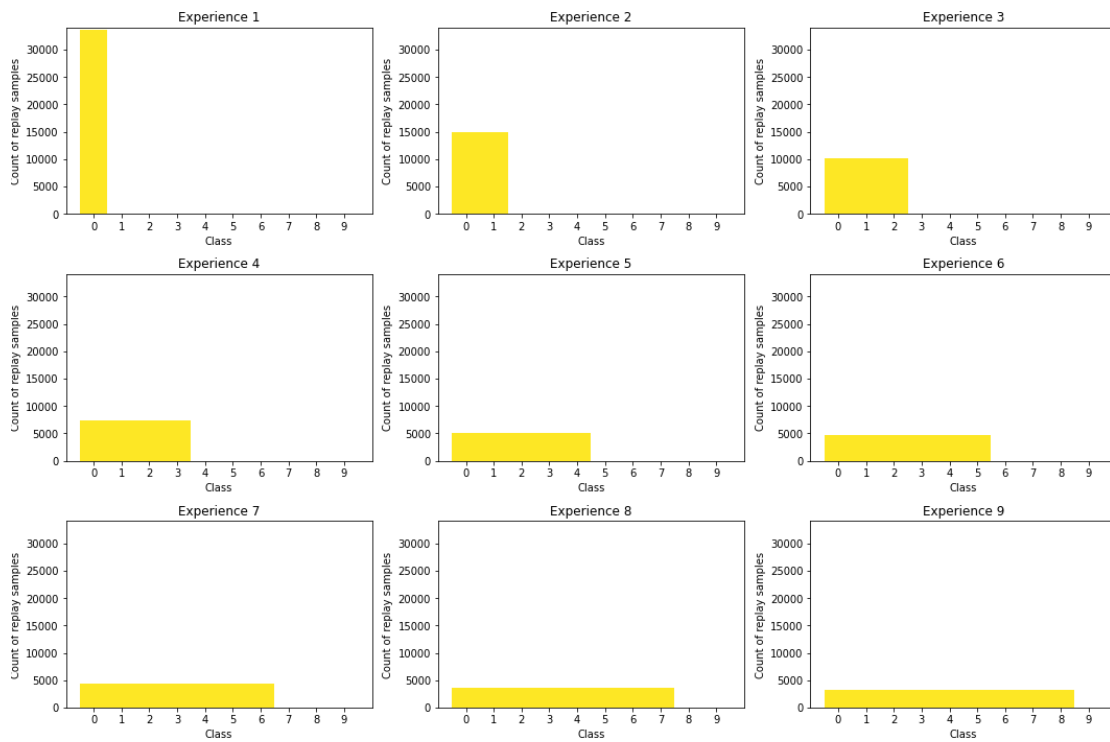 Experience 1
Count of replay samples
30000
25000
20000
15000
10000
5000
0
0 1 2 3 4 5 6 7 8 9
Class
Experience 2
Count of replay samples
30000
25000
20000
15000
10000
5000
0
0 1 2 3 4 5 6 7 8 9
Class
Experience 3
Count of replay samples
30000
25000
20000
15000
10000
5000
0
0 1 2 3 4 5 6 7 8 9
Class
Experience 4
Count of replay samples
30000
25000
20000
15000
10000
5000
0
0 1 2 3 4 5 6 7 8 9
Class
Experience 5
Count of replay samples
30000
25000
20000
15000
10000
5000
0
0 1 2 3 4 5 6 7 8 9
Class
Experience 6
Count of replay samples
30000
25000
20000
15000
10000
5000
0
0 1 2 3 4 5 6 7 8 9
Class
Experience 7
Count of replay samples
30000
25000
20000
15000
10000
5000
0
0 1 2 3 4 5 6 7 8 9
Class
Experience 8
Count of replay samples
30000
25000
20000
15000
10000
5000
0
0 1 2 3 4 5 6 7 8 9
Class
Experience 9
Count of replay samples
30000
25000
20000
15000
10000
5000
0
0 1 2 3 4 5 6 7 8 9
Class